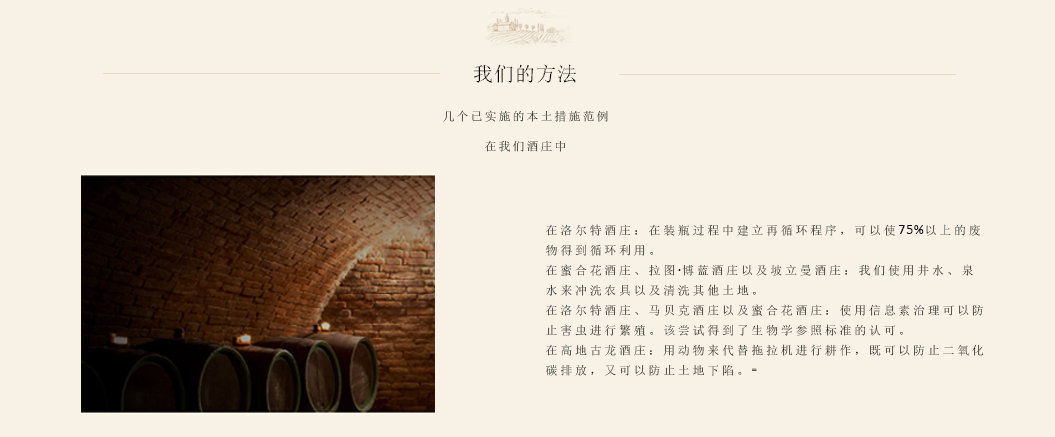 我们的方法
几个已实施的本土措施范例
在我们酒庄中
在洛尔特酒庄：在装瓶过程中建立再循环程序，可以使75%以上的废
物得到循环利用。
在蜜合花酒庄、拉图·博蓝酒庄以及坡立曼酒庄：我们使用井水、泉
水来冲洗农具以及清洗其他土地。
在洛尔特酒庄、马贝克酒庄以及蜜合花酒庄：使用信息素治理可以防
止害虫进行繁殖。该尝试得到了生物学参照标准的认可。
在高地古龙酒庄：用动物来代替拖拉机进行耕作，既可以防止二氧化
碳排放，又可以防止土地下陷。=